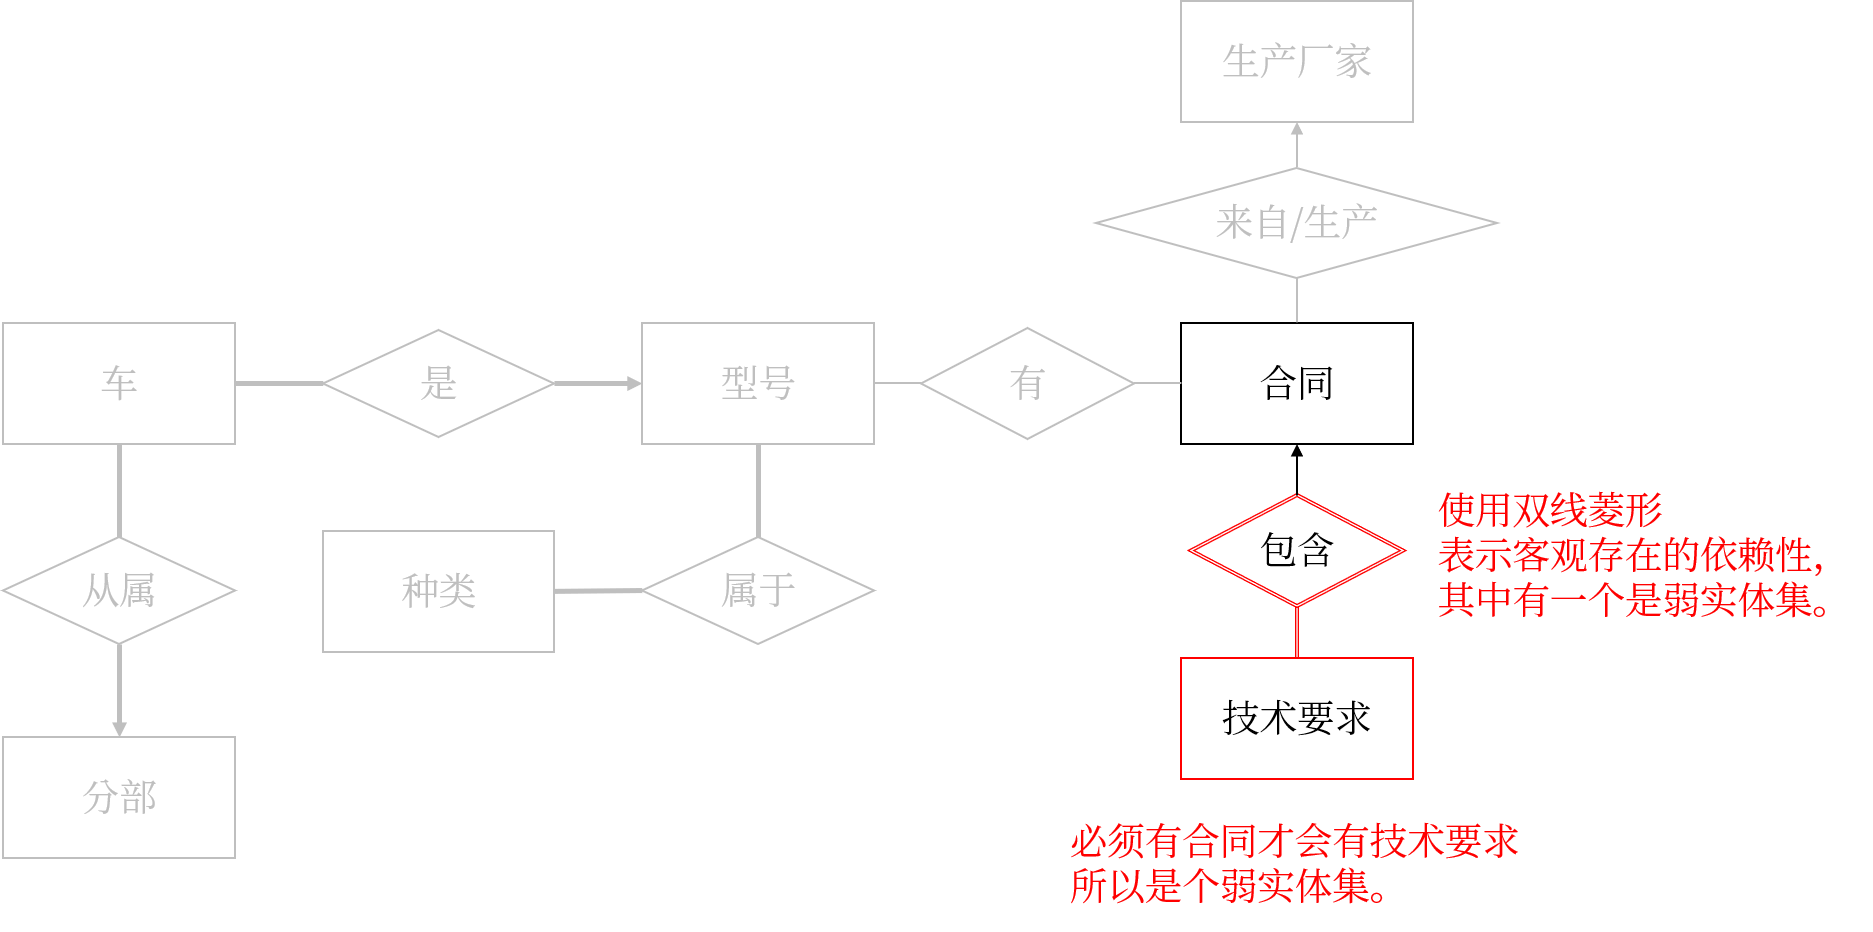 生产厂家
来自/生产
车
是
型号
有
合同
使用双线菱形
表示客观存在的依赖性，
其中有一个是弱实体集。
包含
从属
种类
属于
技术要求
分部
必须有合同才会有技术要求
所以是个弱实体集。